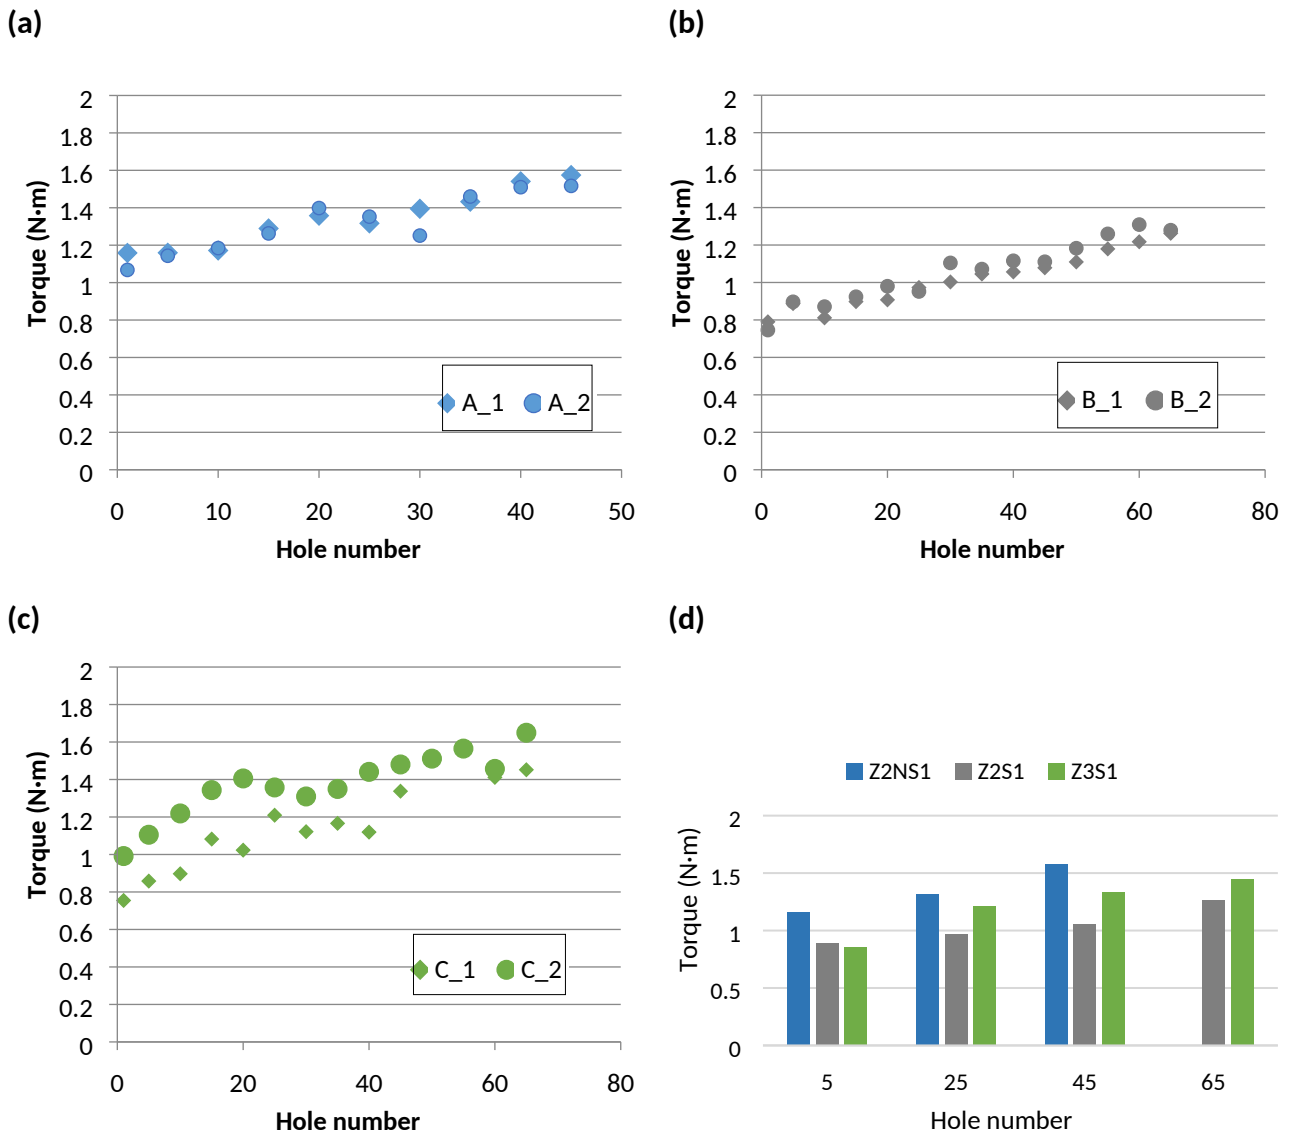 (a)
2
1.8
1.6
1.4
1.2
1
0.8
0.6
0.4
0.2
0
Torque (N·m)
A_1 A_2
0 10 20 30 40 50
Hole number
(b)
2
1.8
1.6
1.4
1.2
1
0.8
0.6
0.4
0.2
0
Torque (N·m)
B_1 B_2
0 20 40 60 80
Hole number
(c)
2
1.8
1.6
1.4
1.2
1
0.8
0.6
0.4
0.2
0
Torque (N·m)
C_1 C_2
0 20 40 60 80
Hole number
(d)
Z2NS1 Z2S1 Z3S1
2
1.5
1
0.5
0
Torque (N·m)
5 25 45 65
Hole number